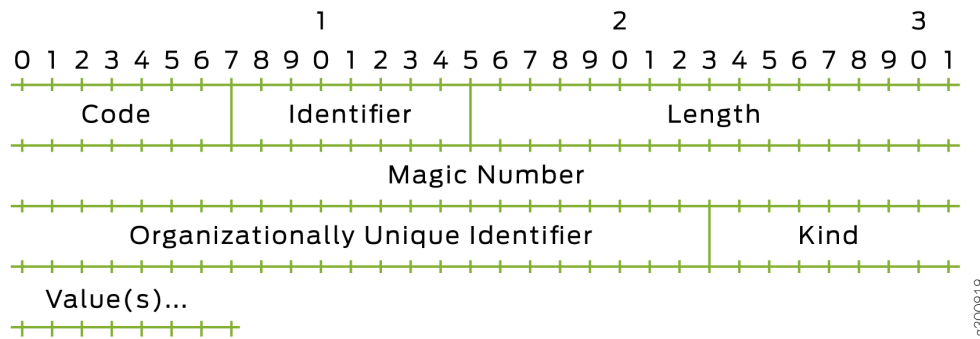 1 2 3
0 1 2 3 4 5 6 7 8 9 0 1 2 3 4 5 6 7 8 9 0 1 2 3 4 5 6 7 8 9 0 1
Code Identifier Length
Magic Number
Organizationally Unique Identifier Kind
Value(s)...
g200919